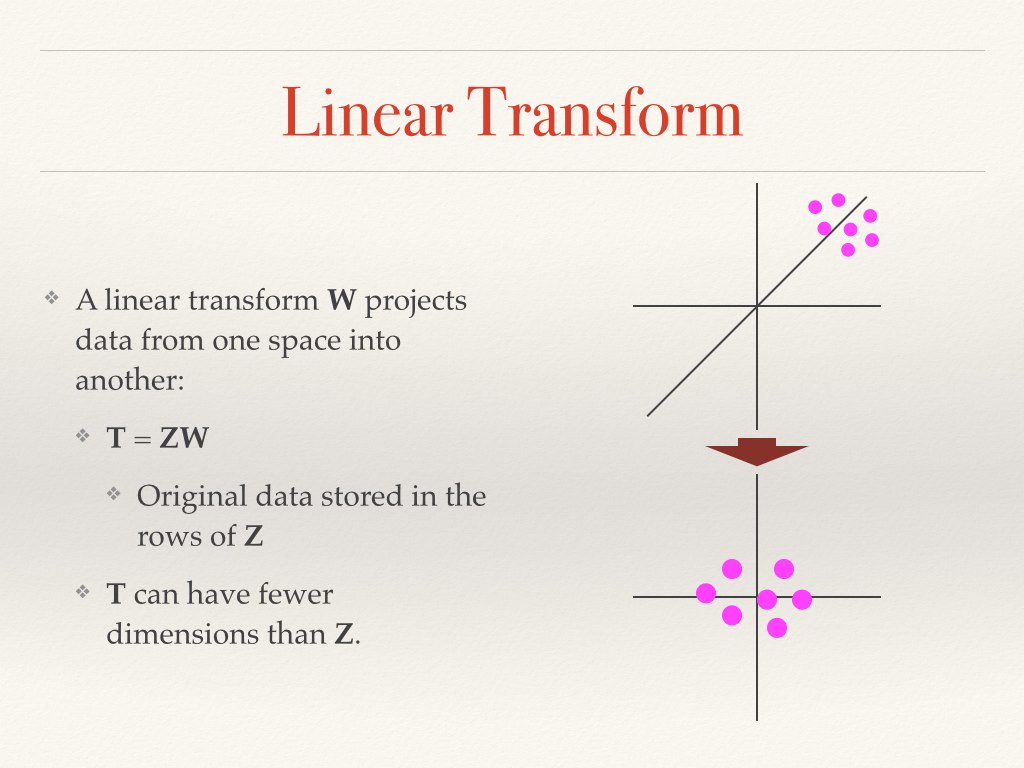 Linear Transform
❖ A linear transform W projects
data from one space into
another:
❖ T = ZW
❖ Original data stored in the
rows of Z
❖ T can have fewer
dimensions than Z.